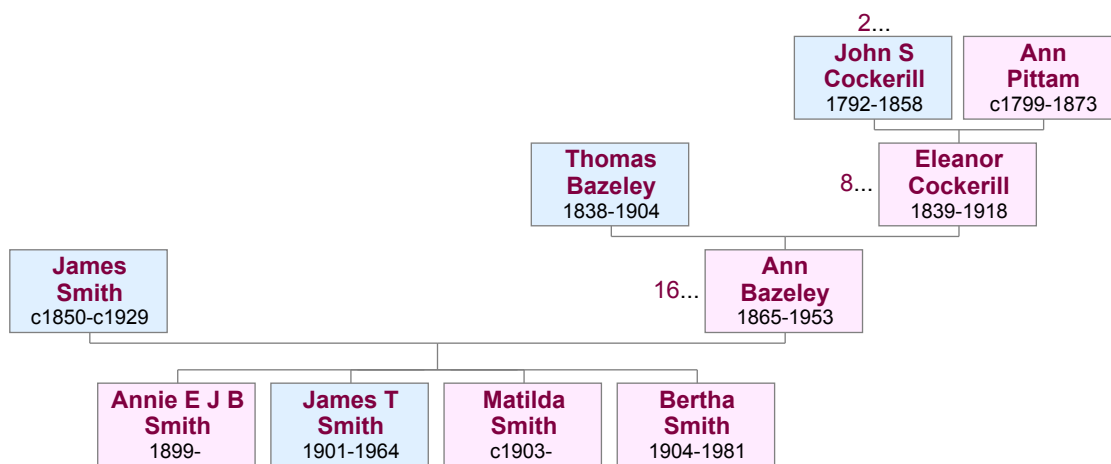 2...
John S
Cockerill
1792-1858
Ann
Pittam
c1799-1873
Thomas
Bazeley
1838-1904
8...
Eleanor
Cockerill
1839-1918
James
Smith
c1850-c1929
16...
Ann
Bazeley
1865-1953
Annie E J B
Smith
1899-
James T
Smith
1901-1964
Matilda
Smith
c1903-
Bertha
Smith
1904-1981